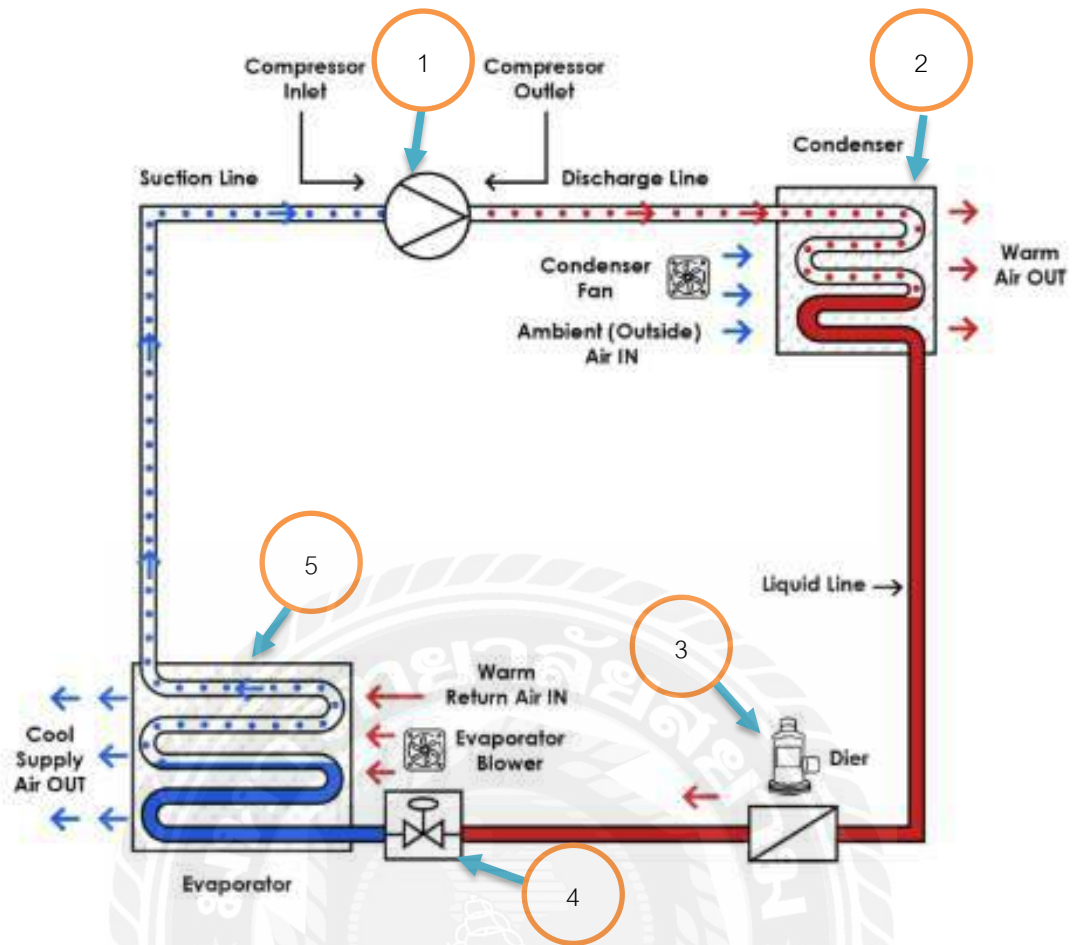 1
2
Compressor
Inlet
Compressor
Outlet
Condenser
Suction Line
Discharge Line
Condenser
Fan
Warm
Air OUT
Ambient (Outside)
Air IN
5
Liquid Line
3
Warm
Return Air IN
Cool
Supply
Air OUT
Evaporator
Blower
Dier
Evaporator
4